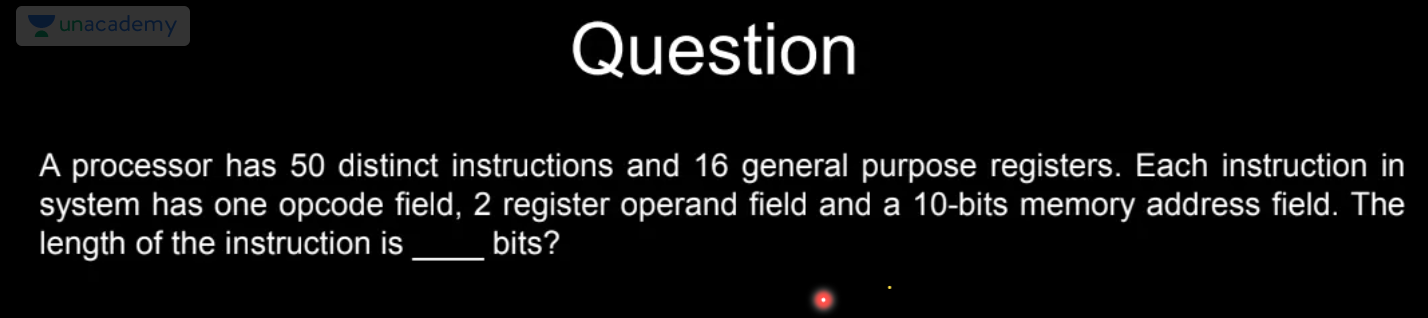 unacademy
Question
A processor has 50 distinct instructions and 16 general purpose registers. Each instruction in
system has one opcode field, 2 register operand field and a 10-bits memory address field. The
length of the instruction is ____ bits?